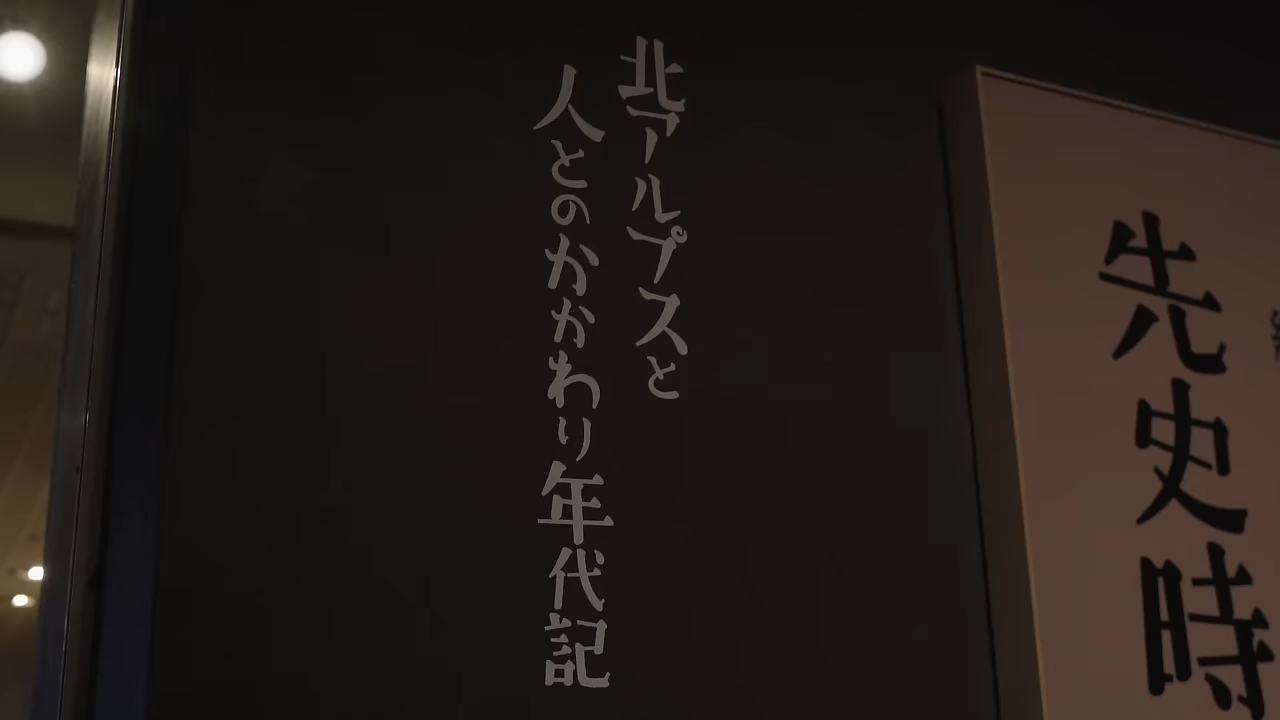 北アルプスと
人とのかかわり年代記
先史時